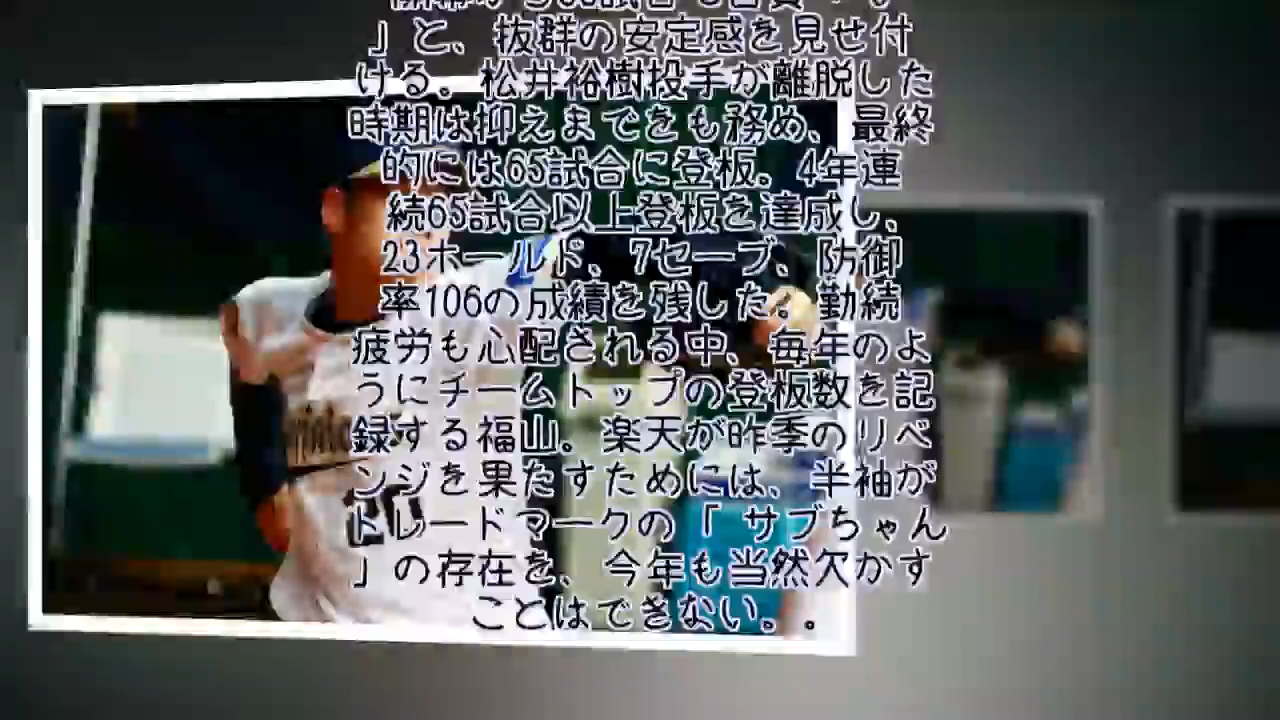 」と、抜群の安定感を見せ付
ける。松井裕樹投手が離脱した
時期は抑えまでをも務め、最終
的には65試合に登板。4年連
続65試合以上登板を達成し、
23ホールド、7セーブ、防御
率106の成績を残した。勤続
疲労も心配される中、毎年のよ
うにチームトップの登板数を記
録する福山。楽天が昨季のリベ
ンジを果たすためには、半袖が
トレードマークの「サブちゃん
」の存在を、今年も当然欠かす
ことはできない。。